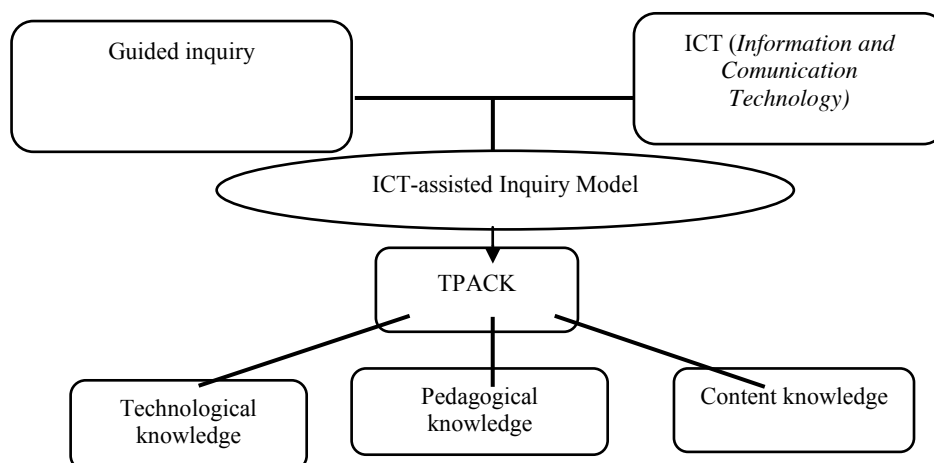 Guided inquiry
ICT (Information and
Comunication
Technology)
ICT-assisted Inquiry Model
TPACK
Technological
knowledge
Pedagogical
knowledge
Content knowledge